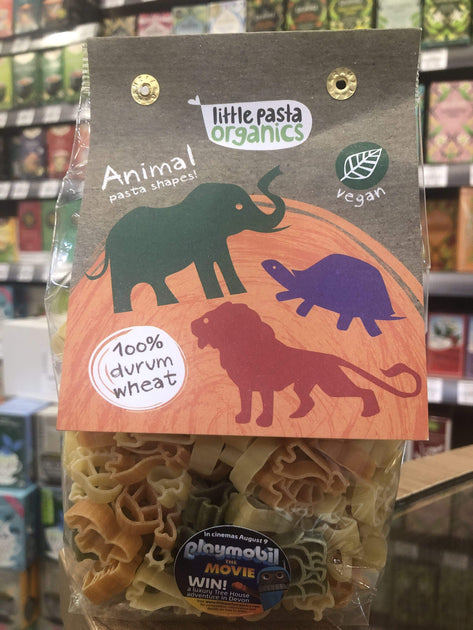 little pasta
organics
Animal
pasta shapes!
vegan
100%
durum
wheat
In cinemas August 9
playmobil
THE
MOVIE
WIN!
a luxury Tree House
adventure in Devon